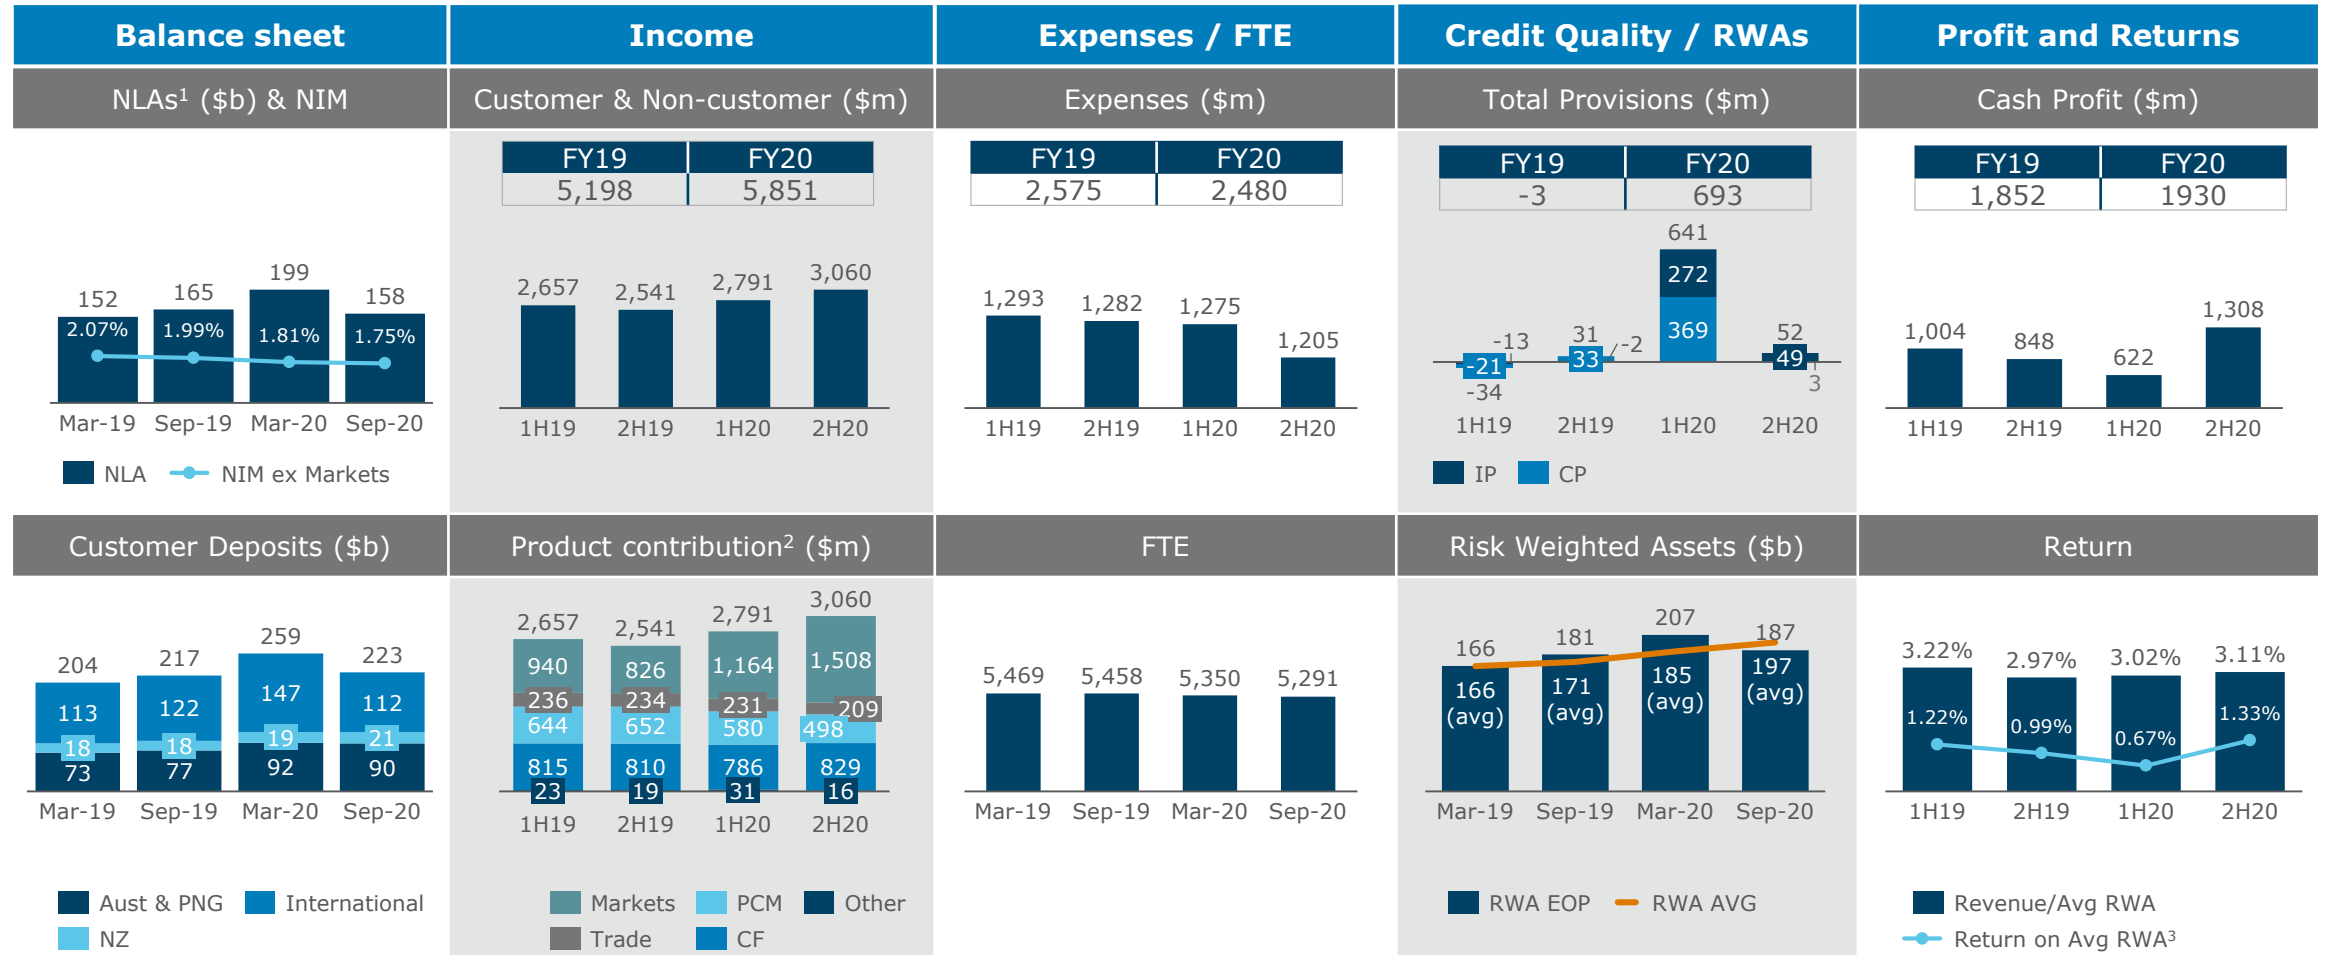 Balance sheet
Income
Expenses / FTE
Credit Quality / RWAs
Profit and Returns
NLAs¹ ($b) & NIM
Customer & Non-customer ($m)
Expenses ($m)
Total Provisions ($m)
Cash Profit ($m)
152 165 199 158
2.07% 1.99% 1.81% 1.75%
Mar-19 Sep-19 Mar-20 Sep-20
NLA NIM ex Markets
FY19 FY20
5,198 5,851
2,657 2,541 2,791 3,060
1H19 2H19 1H20 2H20
FY19 FY20
2,575 2,480
1,293 1,282 1,275 1,205
1H19 2H19 1H20 2H20
FY19 FY20
-3 693
641
272
369
-13 31 -2 52
-21 33 49
-34 3
1H19 2H19 1H20 2H20
IP CP
FY19 FY20
1,852 1930
1,004 848 622 1,308
1H19 2H19 1H20 2H20
Customer Deposits ($b)
Product contribution² ($m)
FTE
Risk Weighted Assets ($b)
Return
204 217 259 223
113 122 147 112
18 18 19 21
73 77 92 90
Mar-19 Sep-19 Mar-20 Sep-20
Aust & PNG International
NZ
2,657 2,541 2,791 3,060
940 826 1,164 1,508
236 234 231 209
644 652 580 498
815 810 786 829
23 19 31 16
1H19 2H19 1H20 2H20
Markets PCM Other
Trade CF
5,469 5,458 5,350 5,291
Mar-19 Sep-19 Mar-20 Sep-20
166 181 207 187
166 171 185 197
(avg) (avg) (avg) (avg)
Mar-19 Sep-19 Mar-20 Sep-20
RWA EOP RWA AVG
3.22% 2.97% 3.02% 3.11%
1.22% 0.99% 0.67% 1.33%
1H19 2H19 1H20 2H20
Revenue/Avg RWA
Return on Avg RWA³